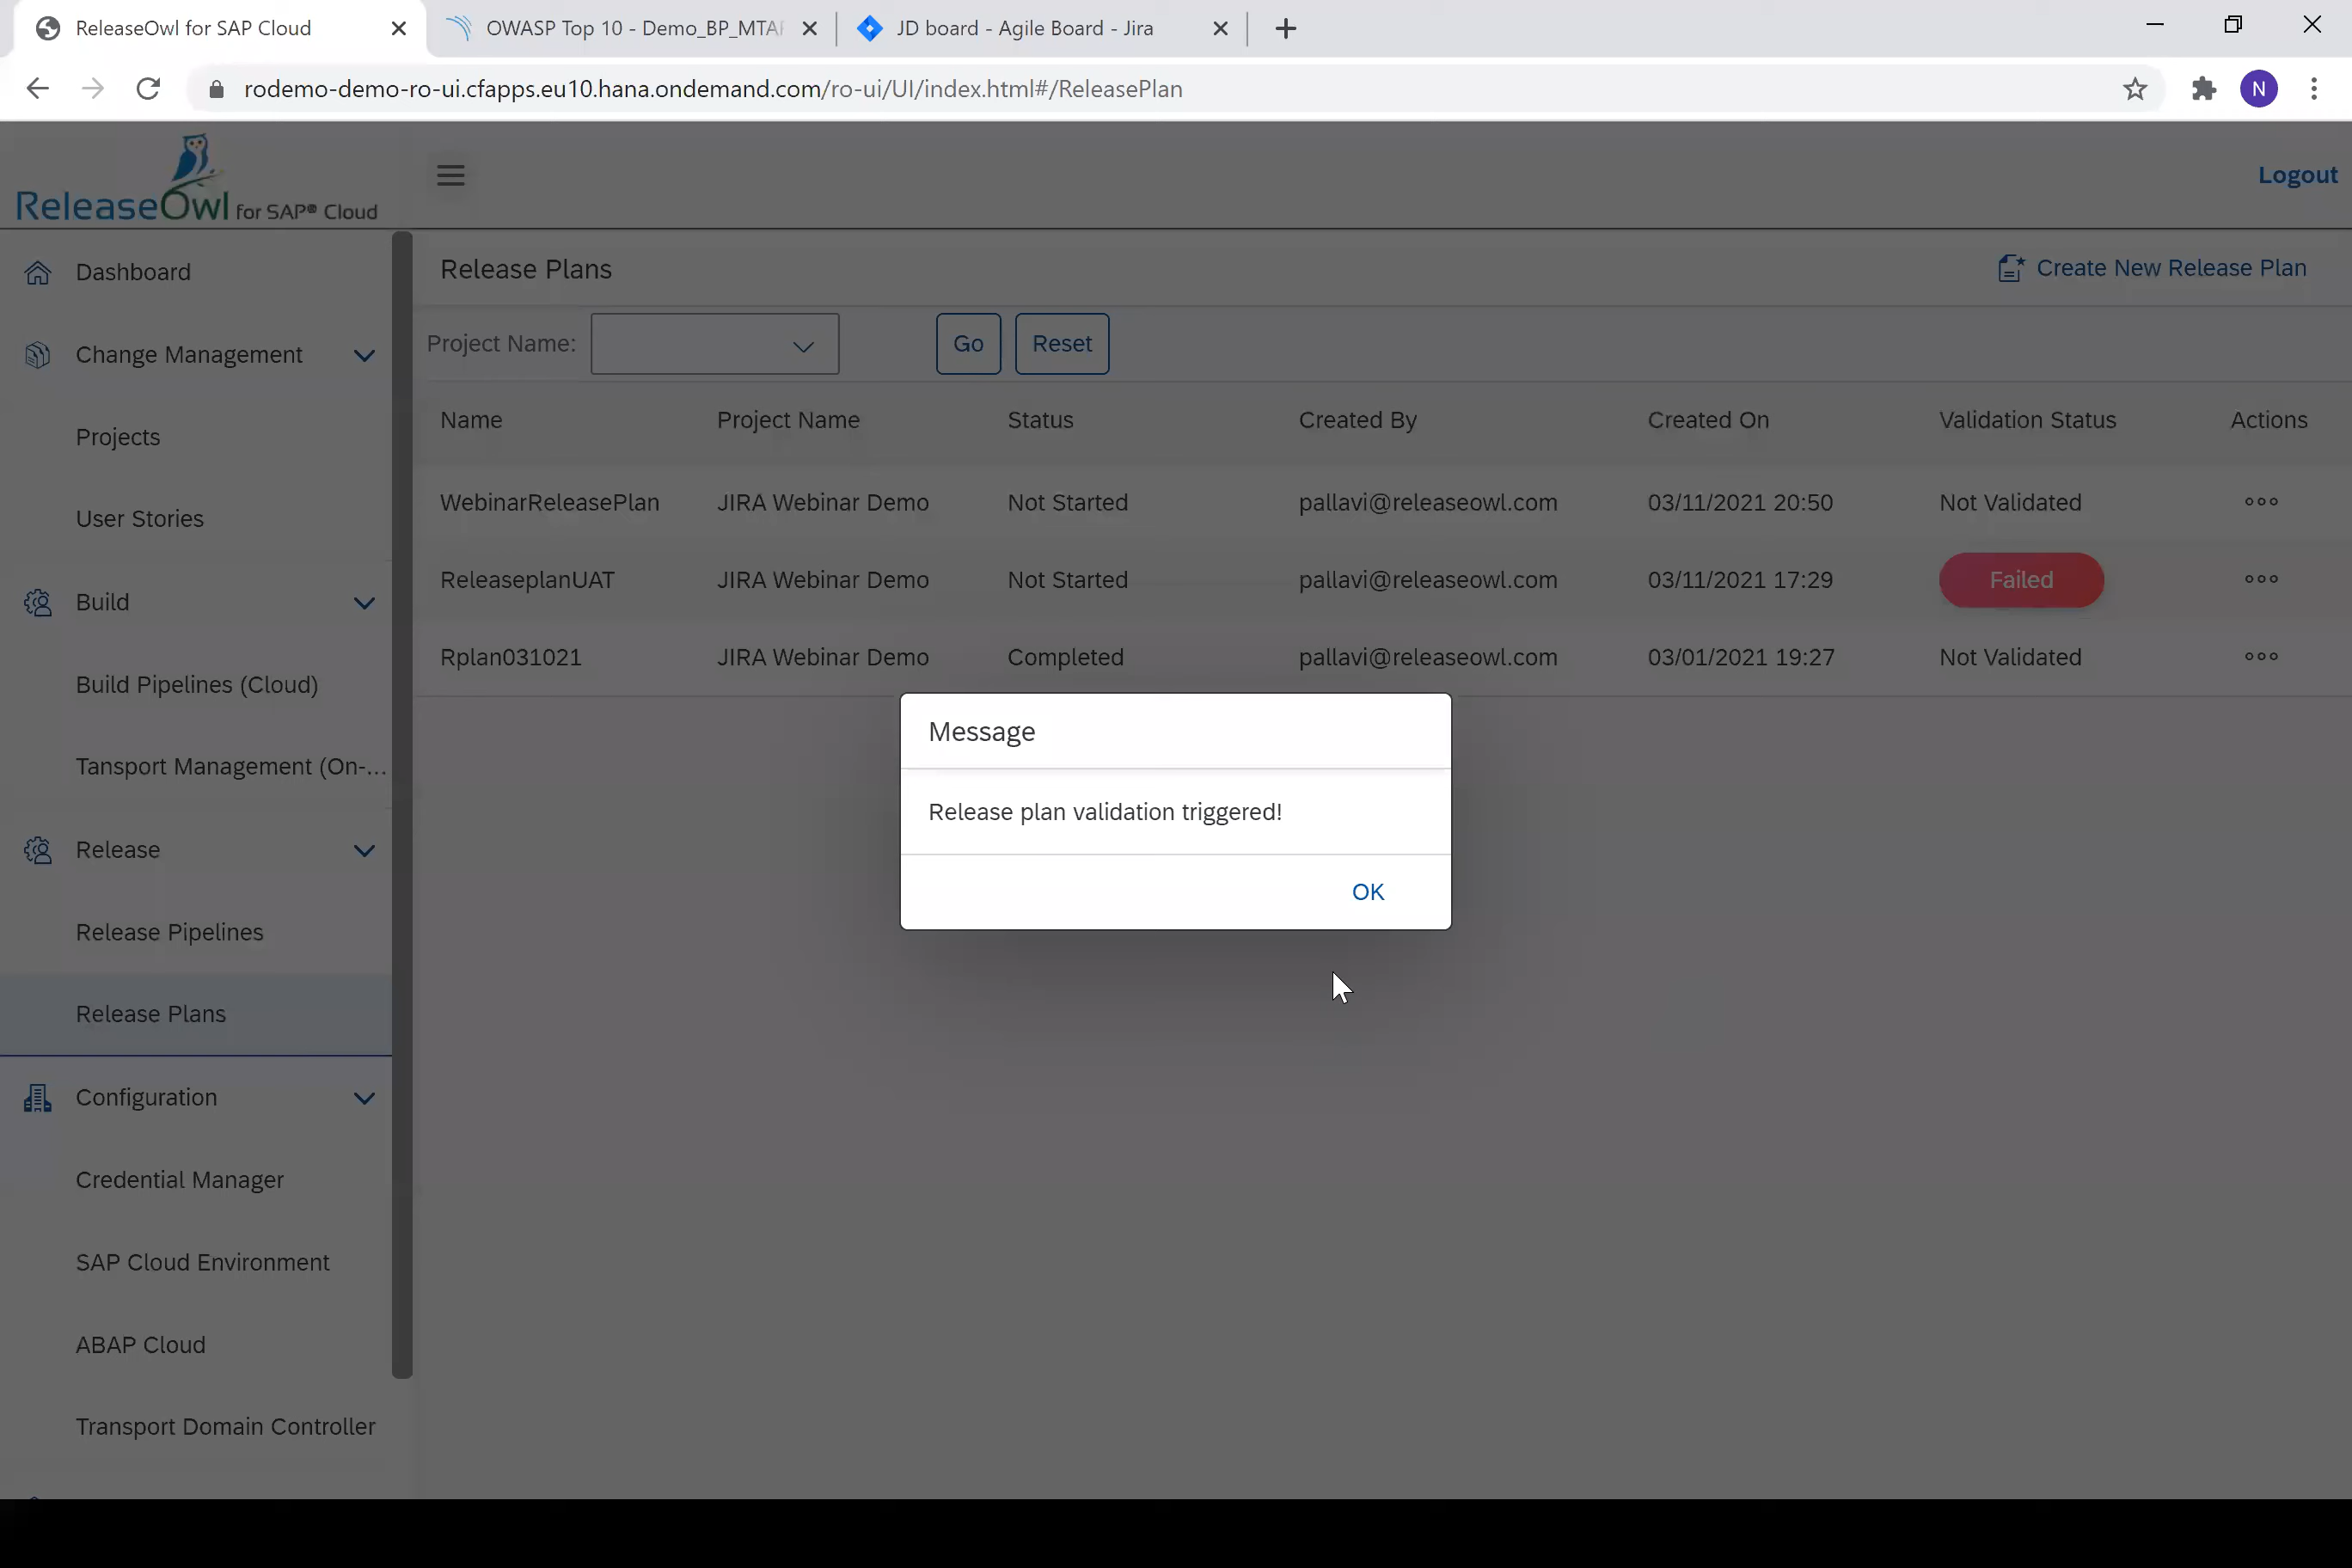 ReleaseOwl for SAP Cloud
OWASP Top 10 - Demo_BP_MTA
JD board - Agile Board - Jira
rodemo-demo-ro-ui.cfapps.eu10.hana.ondemand.com/ro-ui/UI/index.html#/ReleasePlan
N
ReleaseOwl for SAP® Cloud
Logout
Dashboard
Change Management
Projects
User Stories
Build
Build Pipelines (Cloud)
Tansport Management (On-...
Release
Release Pipelines
Release Plans
Configuration
Credential Manager
SAP Cloud Environment
ABAP Cloud
Transport Domain Controller
Release Plans
Create New Release Plan
Project Name:
Go
Reset
Name Project Name Status Created By Created On Validation Status Actions
WebinarReleasePlan JIRA Webinar Demo Not Started pallavi@releaseowl.com 03/11/2021 20:50 Not Validated
ReleaseplanUAT JIRA Webinar Demo Not Started pallavi@releaseowl.com 03/11/2021 17:29 Failed
Rplan031021 JIRA Webinar Demo Completed pallavi@releaseowl.com 03/01/2021 19:27 Not Validated
Message
Release plan validation triggered!
OK